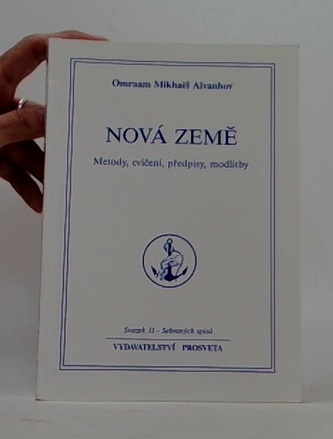 Omraam Mikhaël Aïvanhov
NOVÁ ZEMĚ
Metody, cvičení, předpisy, modlitby
Svazek 13 - Sebraných spisů
VYDAVATELSTVÍ PROSVETA